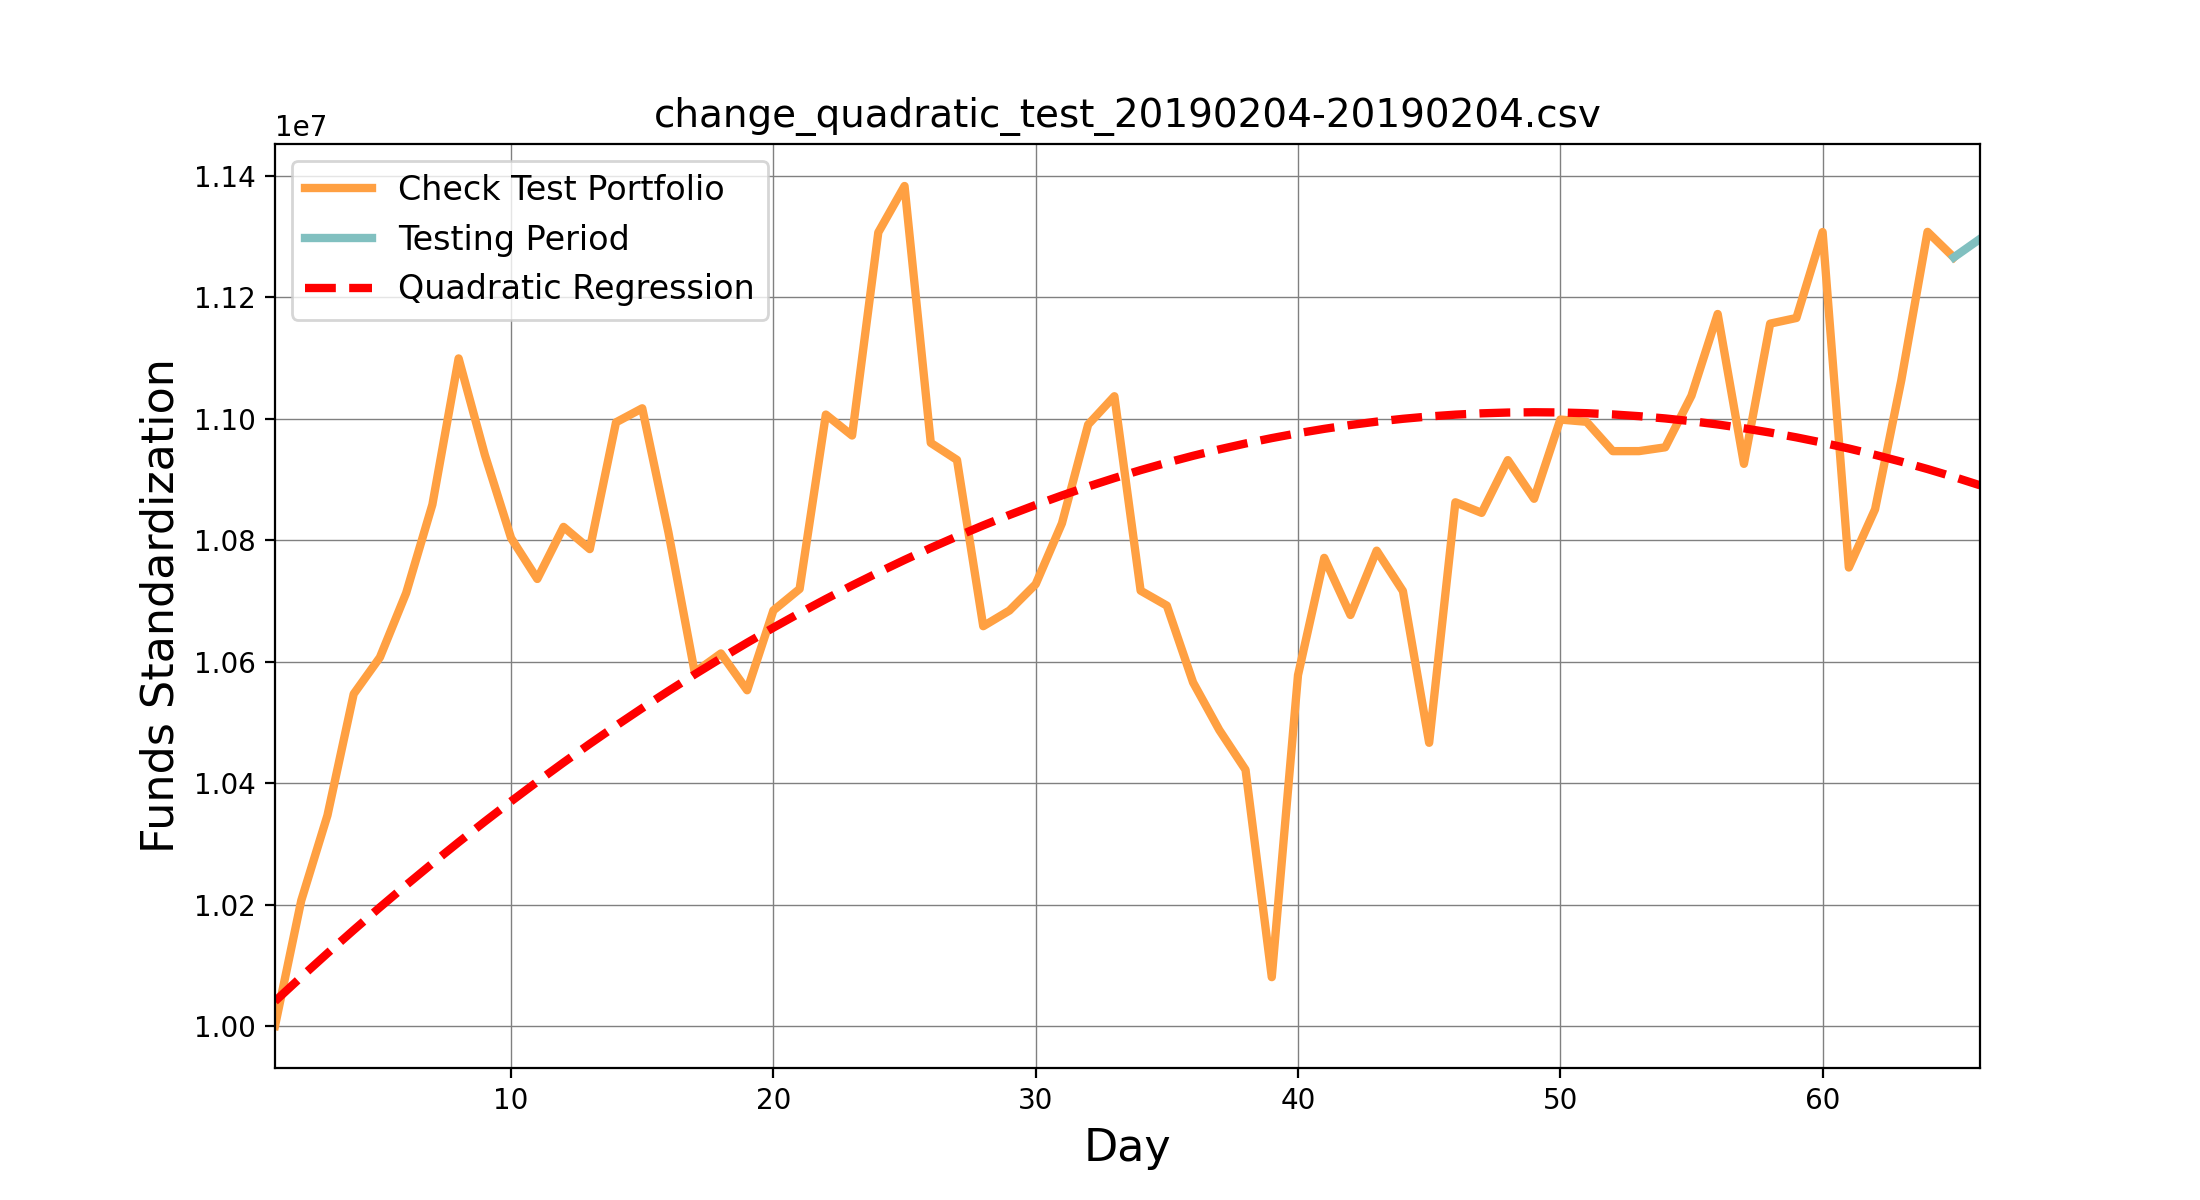 change_quadratic_test_20190204-20190204.csv
1e7
Check Test Portfolio
Testing Period
Quadratic Regression
Funds Standardization
1.14
1.12
1.10
1.08
1.06
1.04
1.02
1.00
10 20 30 40 50 60
Day